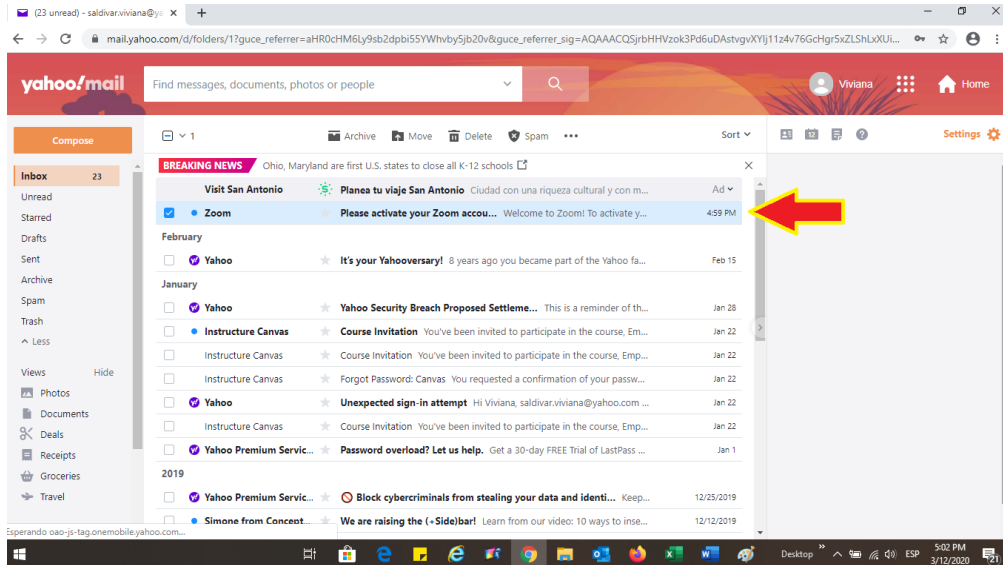 (23 unread) - saldivar.viviana@ya
mail.yahoo.com/d/folders/1?guce_referrer=aHR0cHM6Ly9sb2dpbi55YWhvby5jb20v&guce_referrer_sig=AQAAACQSjrbHHVzok3Pd6uDAstvgvXYIj11z4v76GcHgr5xZLShLxXUi...
yahoo!mail
Find messages, documents, photos or people
Viviana
Home
Compose
1
Archive Move Delete Spam •••
Sort
12
Settings
BREAKING NEWS Ohio, Maryland are first U.S. states to close all K-12 schools
Inbox 23
Unread
Starred
Drafts
Sent
Archive
Spam
Trash
Less
Views Hide
Photos
Documents
Deals
Receipts
Groceries
Travel
Visit San Antonio Planea tu viaje San Antonio Ciudad con una riqueza cultural y con m... Ad
Zoom Please activate your Zoom accou... Welcome to Zoom! To activate y... 4:59 PM
February
Yahoo It's your Yahooversary! 8 years ago you became part of the Yahoo fa... Feb 15
January
Yahoo Yahoo Security Breach Proposed Settleme... This is a reminder of th... Jan 28
Instructure Canvas Course Invitation You've been invited to participate in the course, Em... Jan 22
Instructure Canvas Course Invitation You've been invited to participate in the course, Emp... Jan 22
Instructure Canvas Forgot Password: Canvas You requested a confirmation of your passw... Jan 22
Yahoo Unexpected sign-in attempt Hi Viviana, saldivar.viviana@yahoo.com ... Jan 22
Instructure Canvas Course Invitation You've been invited to participate in the course, Emp... Jan 22
Yahoo Premium Servic... Password overload? Let us help. Get a 30-day FREE Trial of LastPass ... Jan 1
2019
Yahoo Premium Servic... Block cybercriminals from stealing your data and identi... Keep... 12/25/2019
Simone from Concept... We are raising the (+Side)bar! Learn from our video: 10 ways to inse... 12/12/2019
Esperando oao-js-tag.onemobile.yahoo.com...
Desktop
ESP
5:02 PM
3/12/2020
21